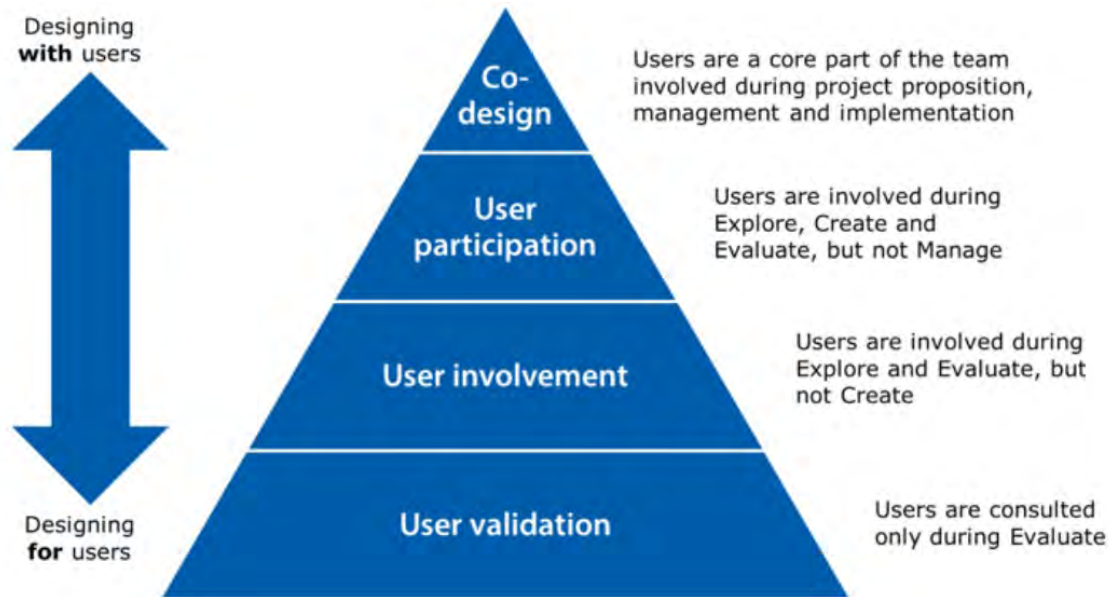 Designing
with users
Co-
design
Users are a core part of the team
involved during project proposition,
management and implementation
User
participation
Users are involved during
Explore, Create and
Evaluate, but not Manage
User involvement
Users are involved during
Explore and Evaluate, but
not Create
Designing
for users
User validation
Users are consulted
only during Evaluate